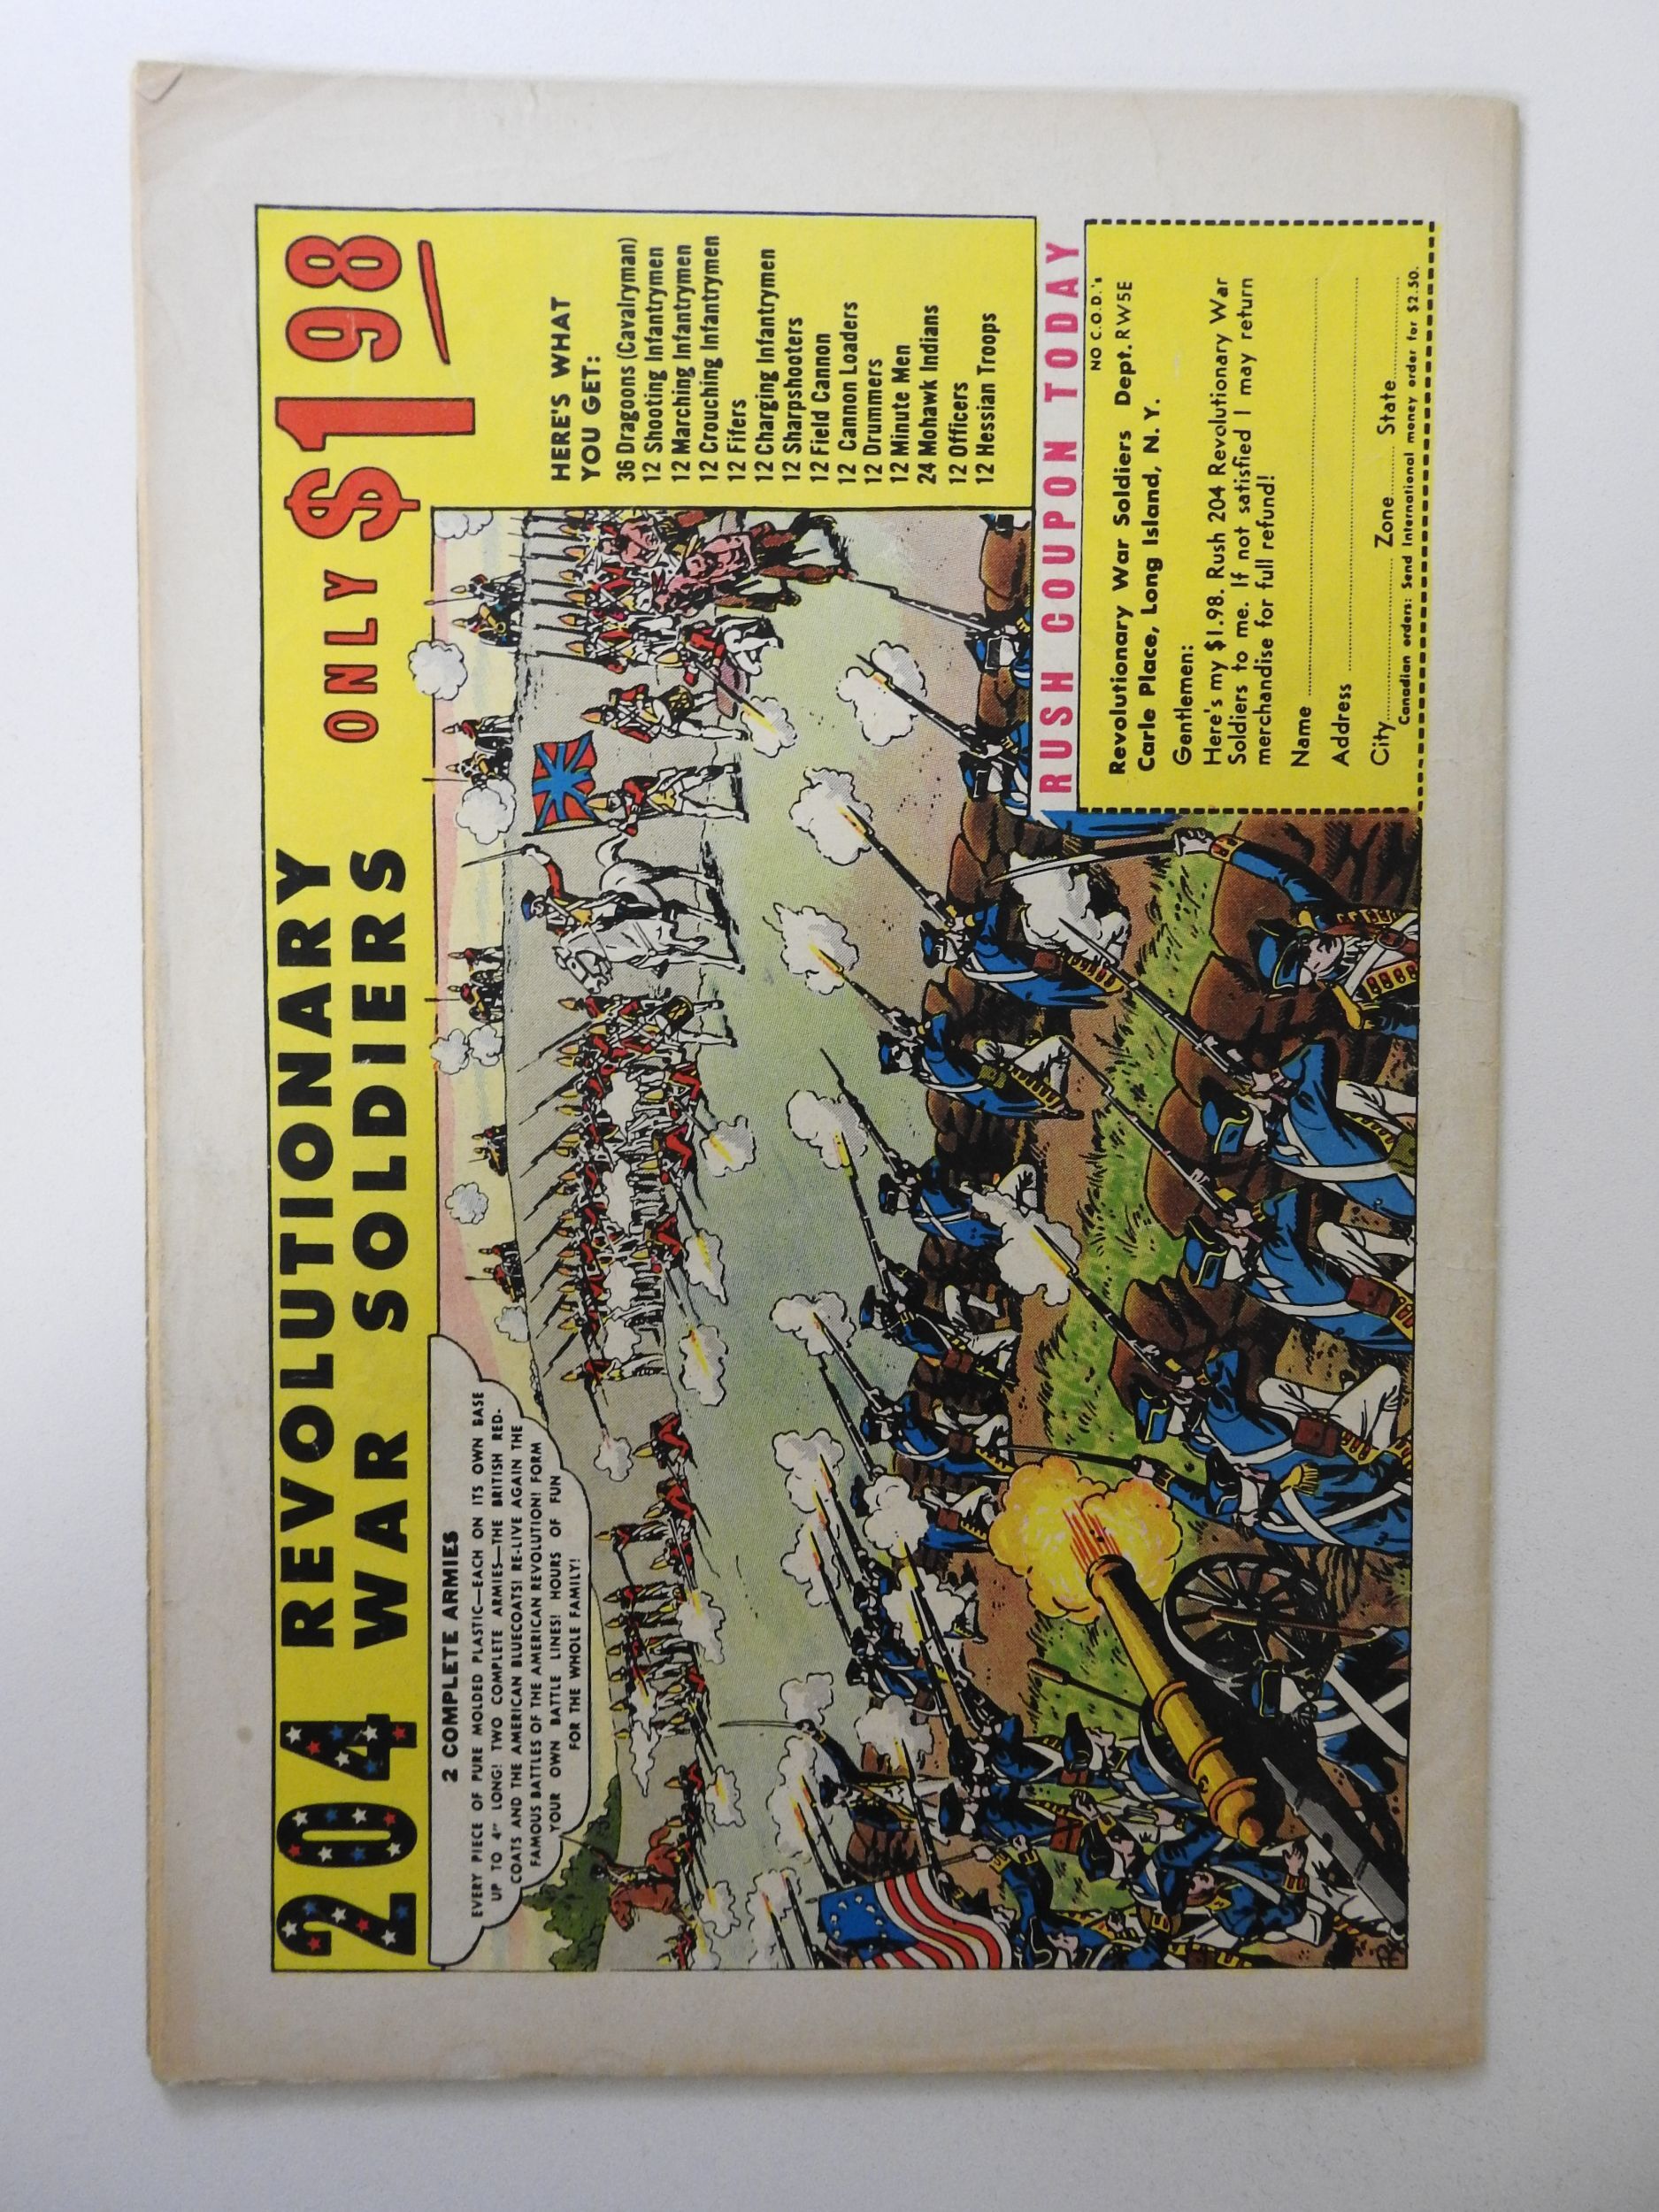 204 REVOLUTIONARY
WAR SOLDIERS ONLY $1 98
2 COMPLETE ARMIES
EVERY PIECE OF PURE MOLDED PLASTIC—EACH ON ITS OWN BASE
UP TO 4" LONG! TWO COMPLETE ARMIES—THE BRITISH RED-
COATS AND THE AMERICAN BLUECOATS! RE-LIVE AGAIN THE
FAMOUS BATTLES OF THE AMERICAN REVOLUTION! FORM
YOUR OWN BATTLE LINES! HOURS OF FUN
FOR THE WHOLE FAMILY!
HERE'S WHAT
YOU GET:
36 Dragoons (Cavalryman)
12 Shooting Infantrymen
12 Marching Infantrymen
12 Crouching Infantrymen
12 Fifers
12 Charging Infantrymen
12 Sharpshooters
12 Field Cannon
12 Cannon Loaders
12 Drummers
12 Minute Men
24 Mohawk Indians
12 Officers
12 Hessian Troops
RUSH COUPON TODAY
NO C.O.D.'s
Revolutionary War Soldiers Dept. RW5E
Carle Place, Long Island, N. Y.
Gentlemen:
Here's my $1.98. Rush 204 Revolutionary War
Soldiers to me. If not satisfied I may return
merchandise for full refund!
Name
Address
City Zone State
Canadian orders: Send International money order for $2.50.